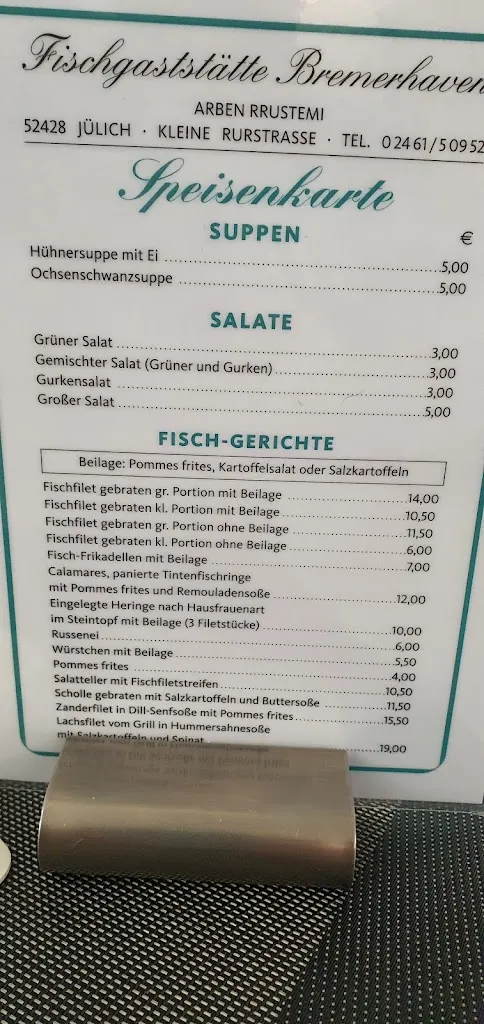 Fischgaststätte Bremerhaven
ARBEN RRUSTEMI
52428 JÜLICH · KLEINE RURSTRASSE · TEL. 02461/50952
Speisenkarte
SUPPEN
€
Hühnersuppe mit Ei 5,00
Ochsenschwanzsuppe 5,00
SALATE
Grüner Salat 3,00
Gemischter Salat (Grüner und Gurken) 3,00
Gurkensalat 3,00
Großer Salat 5,00
FISCH-GERICHTE
Beilage: Pommes frites, Kartoffelsalat oder Salzkartoffeln
Fischfilet gebraten gr. Portion mit Beilage 14,00
Fischfilet gebraten kl. Portion mit Beilage 10,50
Fischfilet gebraten gr. Portion ohne Beilage 11,50
Fischfilet gebraten kl. Portion ohne Beilage 6,00
Fisch-Frikadellen mit Beilage 7,00
Calamares, panierte Tintenfischringe
mit Pommes frites und Remouladensoße 12,00
Eingelegte Heringe nach Hausfrauenart
im Steintopf mit Beilage (3 Filetstücke) 10,00
Russenei 6,00
Würstchen mit Beilage 5,50
Pommes frites 4,00
Salatteller mit Fischfiletstreifen 10,50
Scholle gebraten mit Salzkartoffeln und Buttersoße 11,50
Zanderfilet in Dill-Senfsoße mit Pommes frites 15,50
Lachsfilet vom Grill in Hummersahnesoße
mit Salzkartoffeln und Spinat 19,00